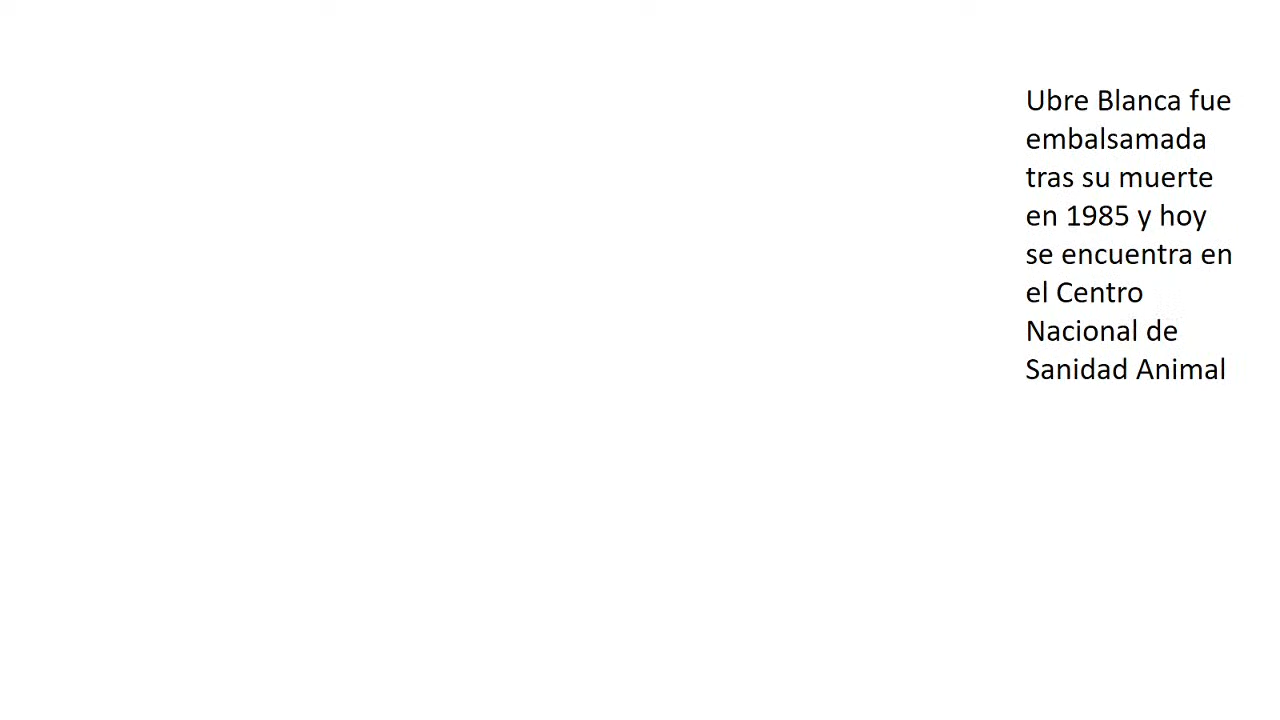 Ubre Blanca fue
embalsamada
tras su muerte
en 1985 y hoy
se encuentra en
el Centro
Nacional de
Sanidad Animal